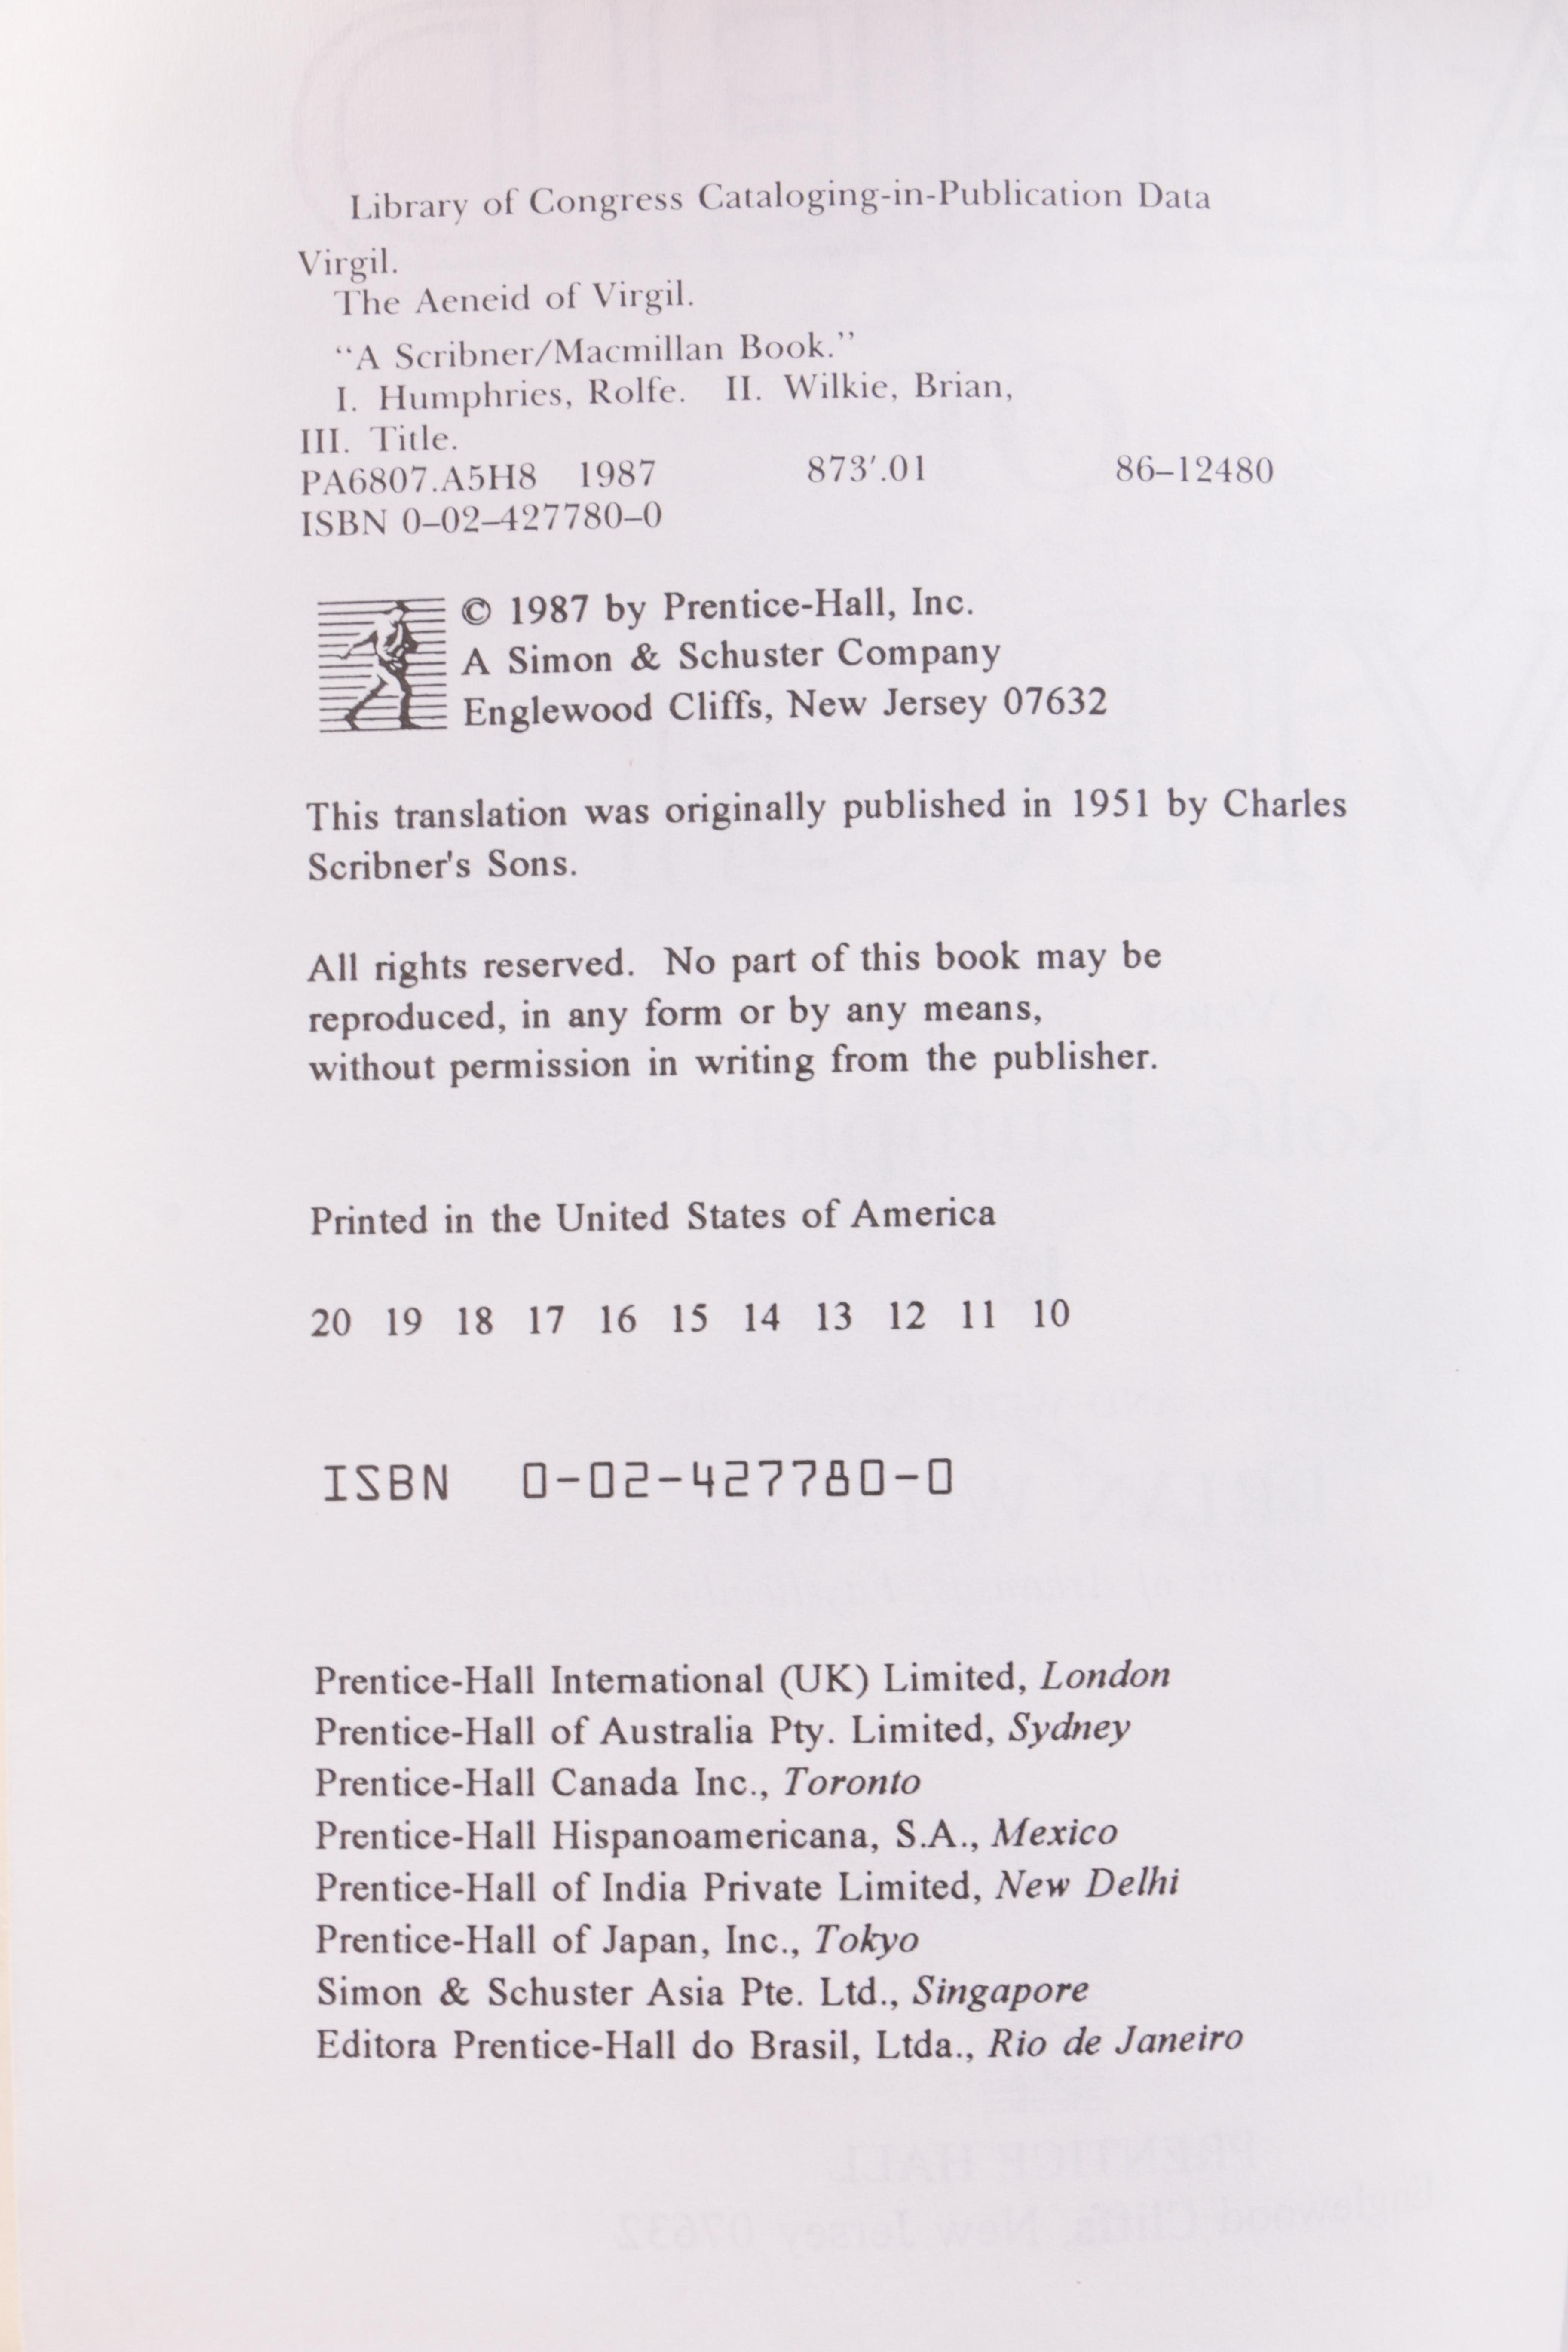 Library of Congress Cataloging-in-Publication Data
Virgil.
The Aeneid of Virgil.
“A Scribner/Macmillan Book.”
I. Humphries, Rolfe. II. Wilkie, Brian,
III. Title.
PA6807.A5H8 1987 873′.01 86–12480
ISBN 0–02–427780–0
© 1987 by Prentice-Hall, Inc.
A Simon & Schuster Company
Englewood Cliffs, New Jersey 07632
This translation was originally published in 1951 by Charles
Scribner's Sons.
All rights reserved. No part of this book may be
reproduced, in any form or by any means,
without permission in writing from the publisher.
Printed in the United States of America
20 19 18 17 16 15 14 13 12 11 10
ISBN 0-02-427780-0
Prentice-Hall International (UK) Limited, London
Prentice-Hall of Australia Pty. Limited, Sydney
Prentice-Hall Canada Inc., Toronto
Prentice-Hall Hispanoamericana, S.A., Mexico
Prentice-Hall of India Private Limited, New Delhi
Prentice-Hall of Japan, Inc., Tokyo
Simon & Schuster Asia Pte. Ltd., Singapore
Editora Prentice-Hall do Brasil, Ltda., Rio de Janeiro